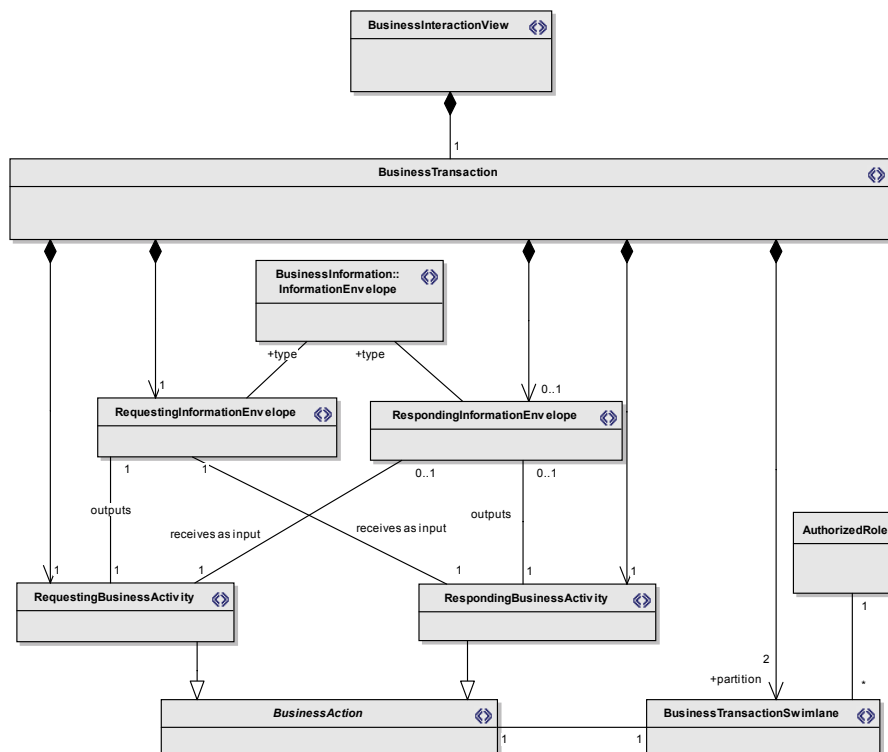 BusinessInteractionView
1
BusinessTransaction
BusinessInformation::
InformationEnvelope
+type
+type
1
0..1
RequestingInformationEnvelope
RespondingInformationEnvelope
1
1
0..1
0..1
outputs
outputs
receives as input
receives as input
AuthorizedRole
1
1
1
1
1
1
RequestingBusinessActivity
RespondingBusinessActivity
1
2
+partition
*
BusinessAction
BusinessTransactionSwimlane
1
1